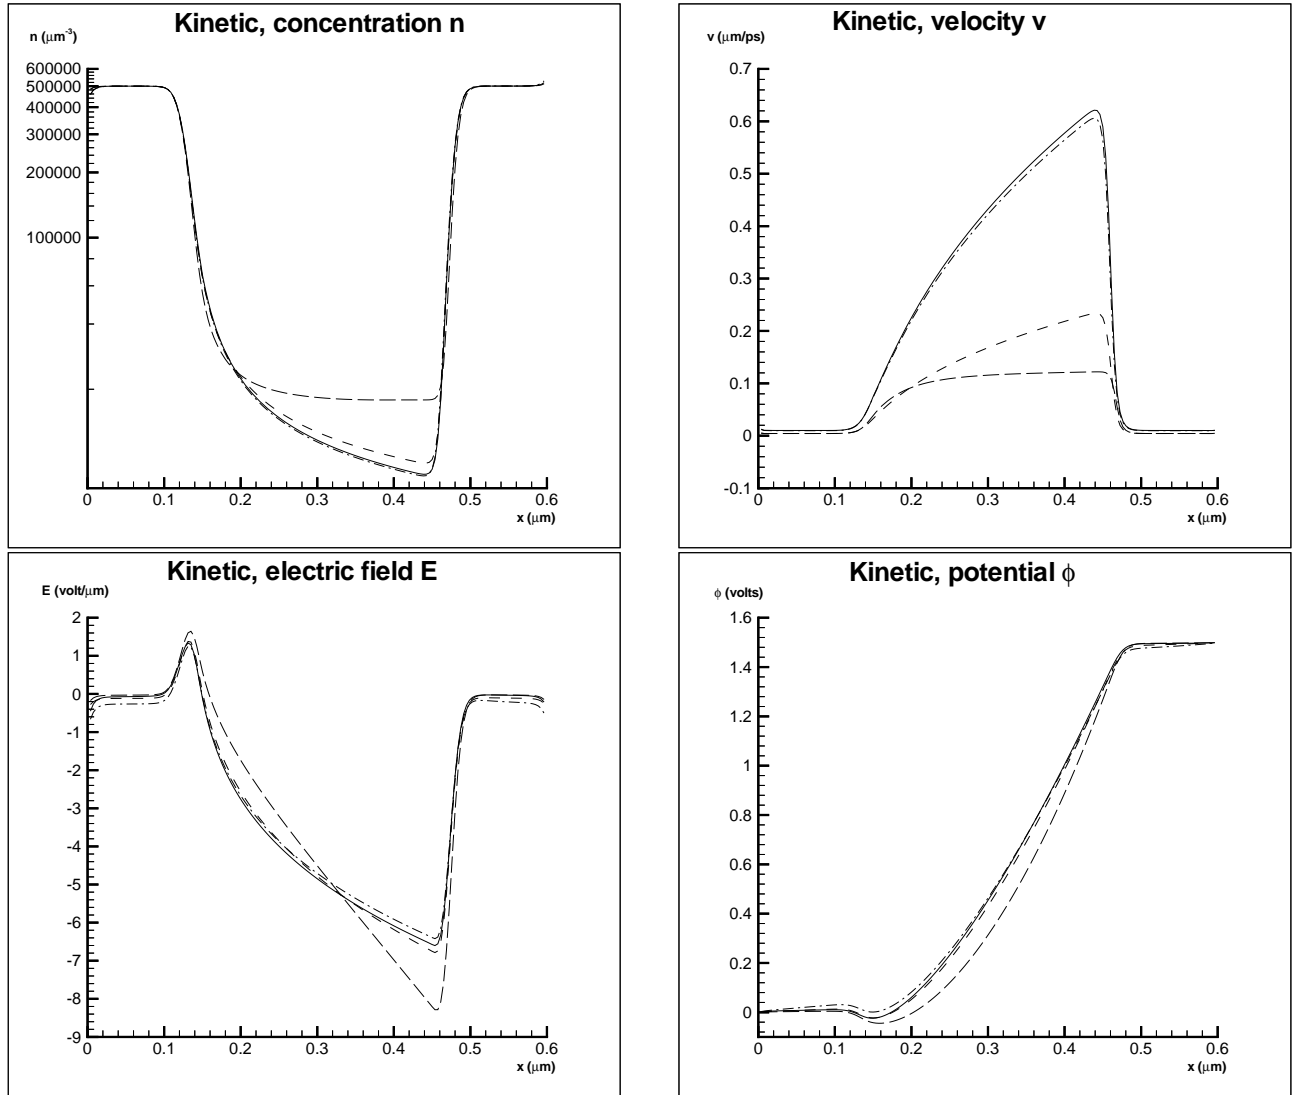 Kinetic, concentration n
n (μm⁻³)
600000
500000
400000
300000
200000
100000
0 0.1 0.2 0.3 0.4 0.5 0.6
x (μm)
Kinetic, velocity v
v (μm/ps)
0.7
0.6
0.5
0.4
0.3
0.2
0.1
0
-0.1
0 0.1 0.2 0.3 0.4 0.5 0.6
x (μm)
Kinetic, electric field E
E (volt/μm)
2
1
0
-1
-2
-3
-4
-5
-6
-7
-8
-9
0 0.1 0.2 0.3 0.4 0.5 0.6
x (μm)
Kinetic, potential ϕ
ϕ (volts)
1.6
1.4
1.2
1
0.8
0.6
0.4
0.2
0
0 0.1 0.2 0.3 0.4 0.5 0.6
x (μm)